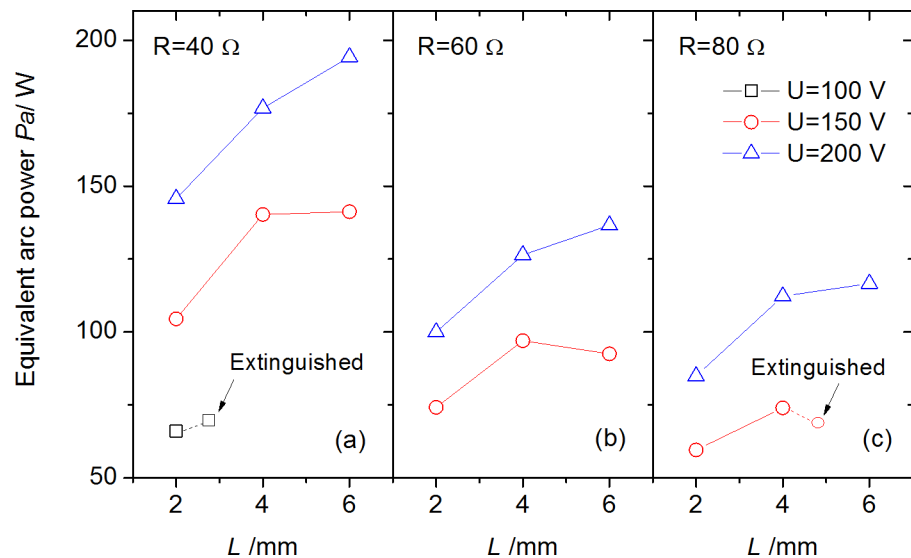 Equivalent arc power Pa/ W
200
150
100
50
R=40 Ω
Extinguished
(a)
2 4 6
L /mm
R=60 Ω
(b)
2 4 6
L /mm
R=80 Ω
U=100 V
U=150 V
U=200 V
Extinguished
(c)
2 4 6
L /mm